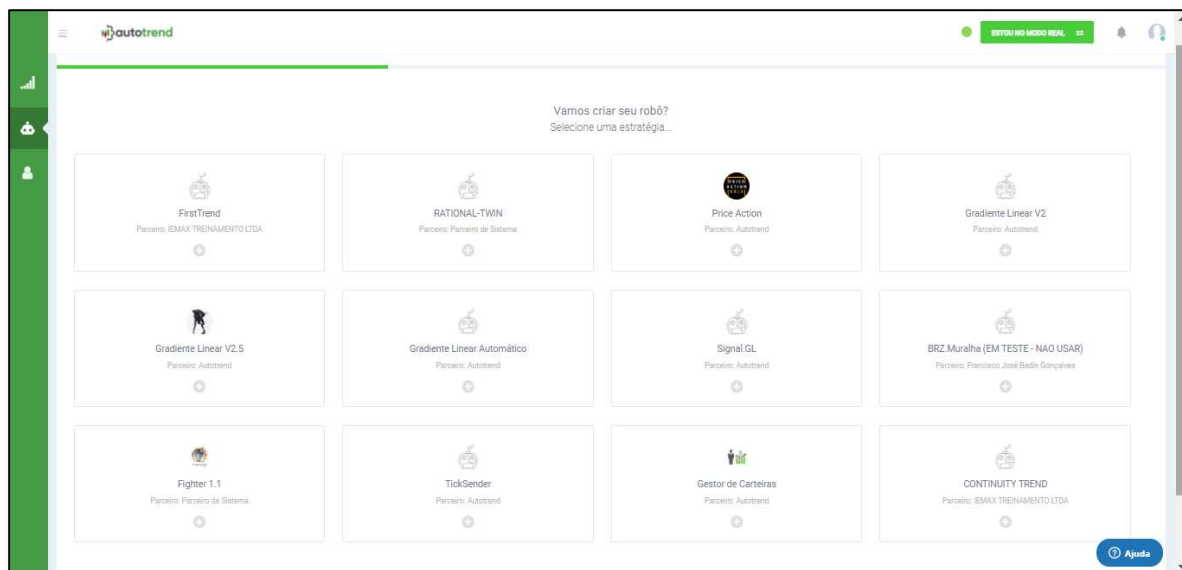 autotrend
ESTOU NO MODO REAL
Vamos criar seu robô?
Selecione uma estratégia...
FirstTrend
Parceiro: IEMAX TREINAMENTO LTDA
RATIONAL-TWIN
Parceiro: Parceiro de Sistema
PRICE
ACTION
Price Action
Parceiro: Autotrend
Gradiente Linear V2
Parceiro: Autotrend
Gradiente Linear V2.5
Parceiro: Autotrend
Gradiente Linear Automático
Parceiro: Autotrend
Signal.GL
Parceiro: Autotrend
BRZ.Muralha (EM TESTE - NAO USAR)
Parceiro: Francisco José Badin Gonçalves
Fighter 1.1
Parceiro: Parceiro de Sistema
TickSender
Parceiro: Autotrend
Gestor de Carteiras
Parceiro: Autotrend
CONTINUITY TREND
Parceiro: IEMAX TREINAMENTO LTDA
Ajuda